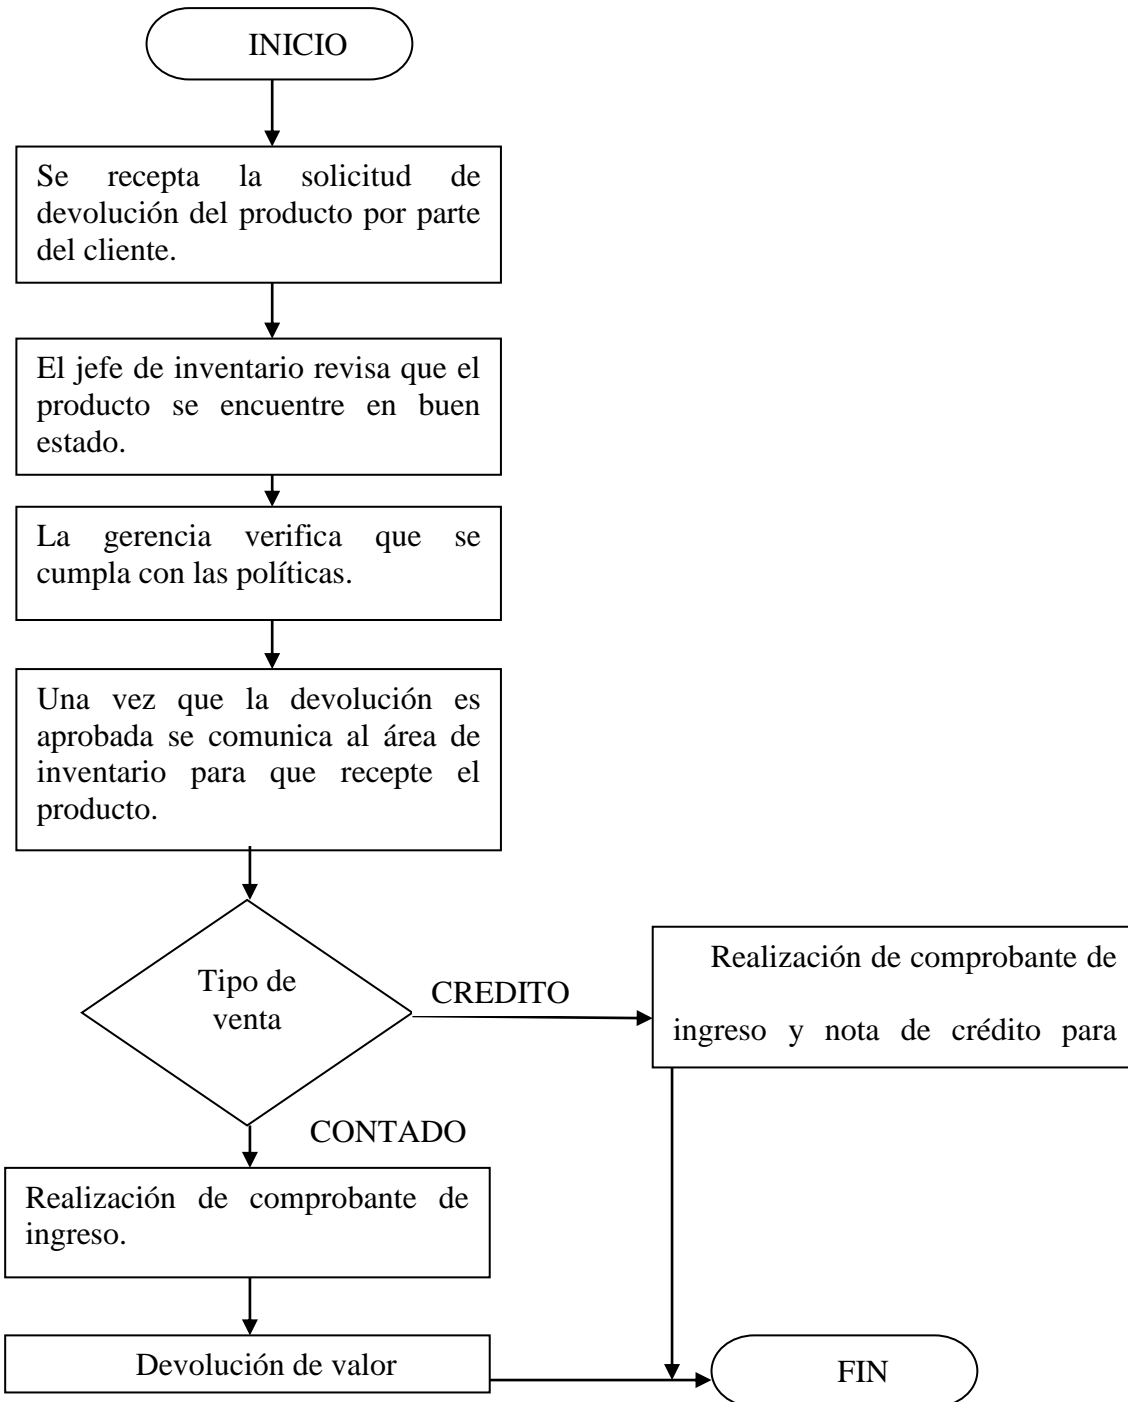 INICIO
Se recepta la solicitud de
devolución del producto por parte
del cliente.
El jefe de inventario revisa que el
producto se encuentre en buen
estado.
La gerencia verifica que se
cumpla con las políticas.
Una vez que la devolución es
aprobada se comunica al área de
inventario para que recepte el
producto.
Tipo de
venta
CREDITO
Realización de comprobante de
ingreso y nota de crédito para
CONTADO
Realización de comprobante de
ingreso.
Devolución de valor
FIN